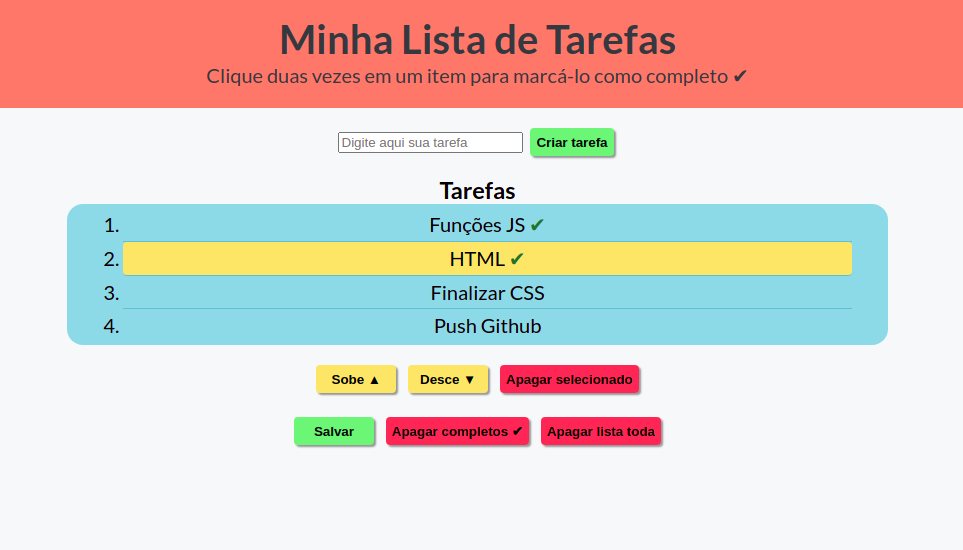 Minha Lista de Tarefas
Clique duas vezes em um item para marcá-lo como completo ✔
Digite aqui sua tarefa Criar tarefa
Tarefas
1. Funções JS ✔
2. HTML ✔
3. Finalizar CSS
4. Push Github
Sobe ▲ Desce ▼ Apagar selecionado
Salvar Apagar completos ✔ Apagar lista toda